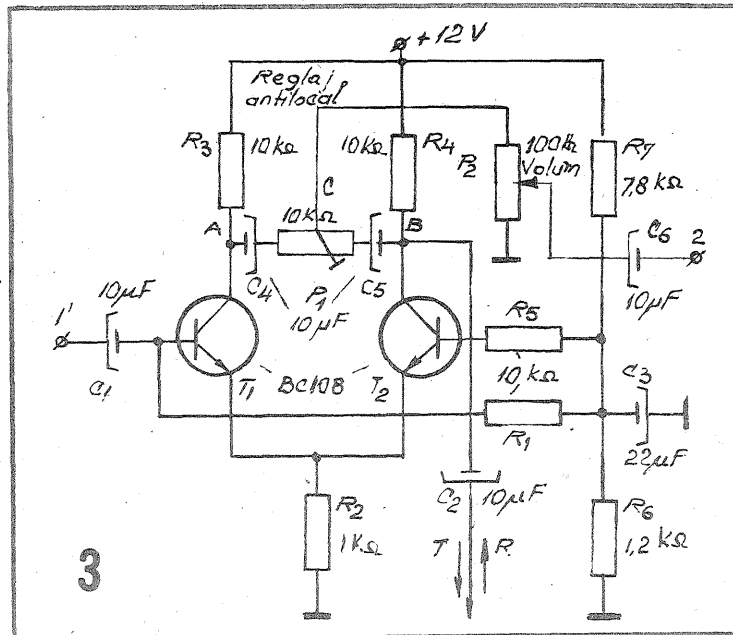 +12V
Reglaj
antilocal
R3
10kΩ
10kΩ
R4
P2
100kΩ
Volum
R7
7,8 kΩ
C
A
10kΩ
B
C6
2
10μF
C4
P1
C5
10μF
1'
10μF
C1
T1
BC108
T2
R5
10 kΩ
R1
C3
22μF
R2
1kΩ
C2
10μF
T
R
R6
1,2 kΩ
3